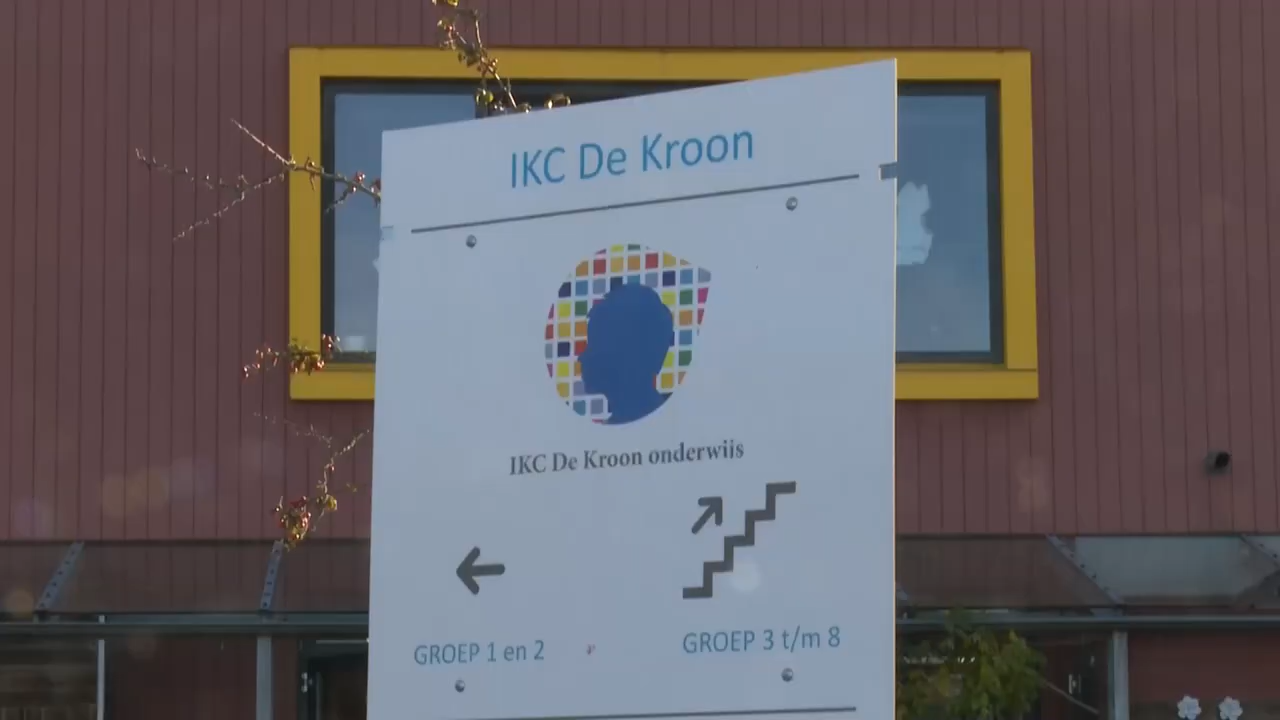 IKC De Kroon
IKC De Kroon onderwijs
GROEP 1 en 2
GROEP 3 t/m 8